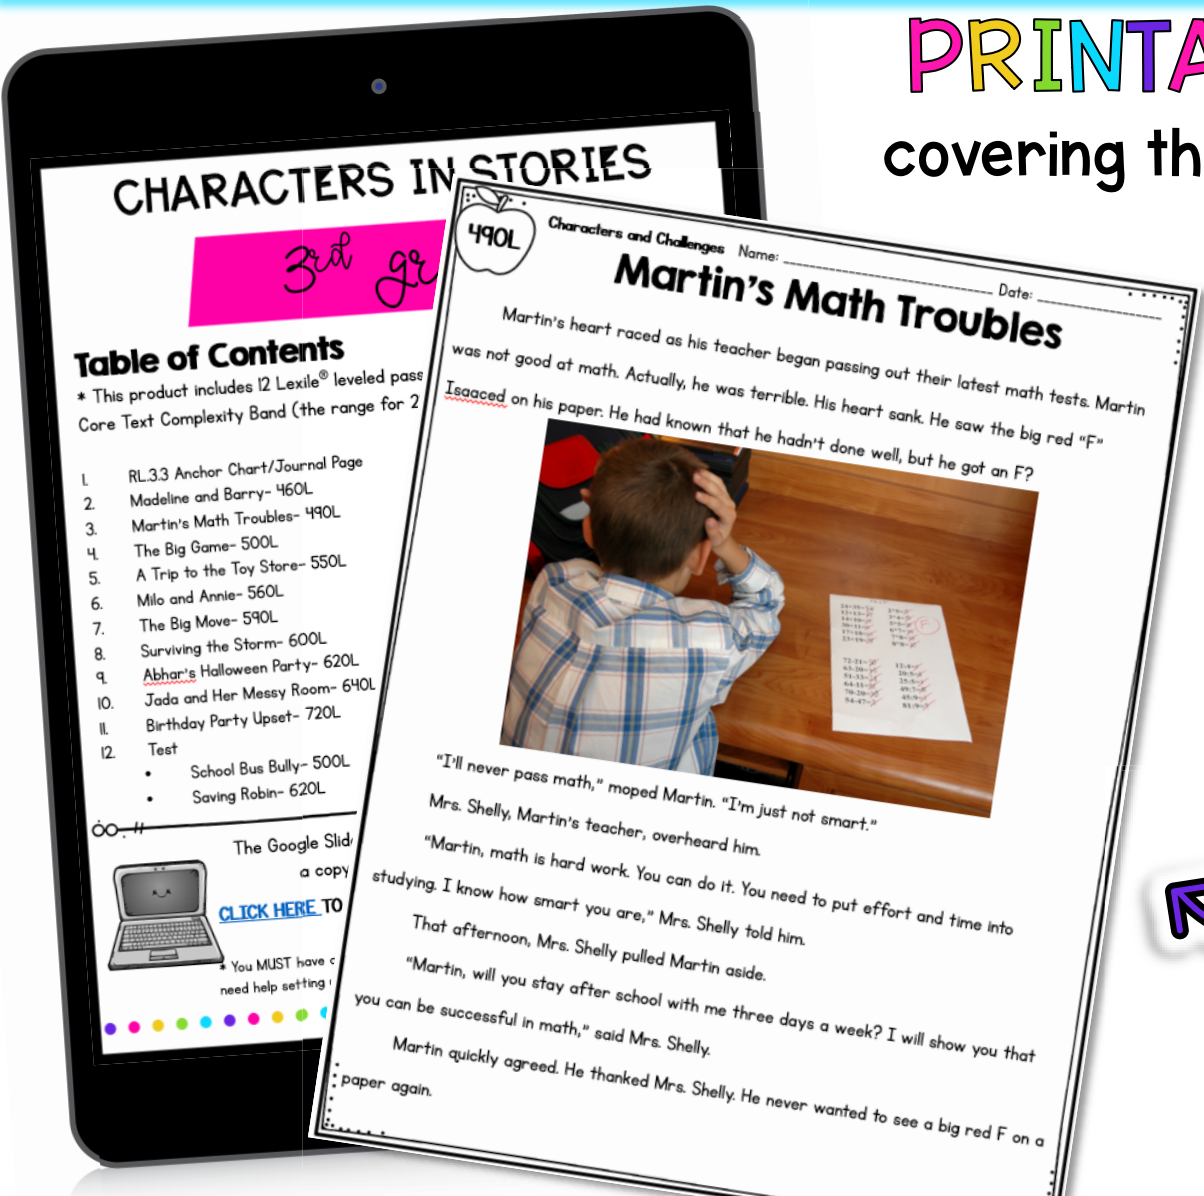 PRINTA
covering th
CHARACTERS IN STORIES
3rd gr
Table of Contents
* This product includes 12 Lexile® leveled pass
Core Text Complexity Band (the range for 2
1. RL.3.3 Anchor Chart/Journal Page
2. Madeline and Barry- 460L
3. Martin's Math Troubles- 490L
4. The Big Game- 500L
5. A Trip to the Toy Store- 550L
6. Milo and Annie- 560L
7. The Big Move- 590L
8. Surviving the Storm- 600L
9. Abhar's Halloween Party- 620L
10. Jada and Her Messy Room- 640L
11. Birthday Party Upset- 720L
12. Test
• School Bus Bully- 500L
• Saving Robin- 620L
The Google Slid
a copy
CLICK HERE TO
* You MUST have
need help setting
490L
Characters and Challenges Name: Date:
Martin's Math Troubles
Martin's heart raced as his teacher began passing out their latest math tests. Martin
was not good at math. Actually, he was terrible. His heart sank. He saw the big red "F"
Isaaced on his paper. He had known that he hadn't done well, but he got an F?
"I'll never pass math," moped Martin. "I'm just not smart."
Mrs. Shelly, Martin's teacher, overheard him.
"Martin, math is hard work. You can do it. You need to put effort and time into
studying. I know how smart you are," Mrs. Shelly told him.
That afternoon, Mrs. Shelly pulled Martin aside.
"Martin, will you stay after school with me three days a week? I will show you that
you can be successful in math," said Mrs. Shelly.
Martin quickly agreed. He thanked Mrs. Shelly. He never wanted to see a big red F on a
paper again.